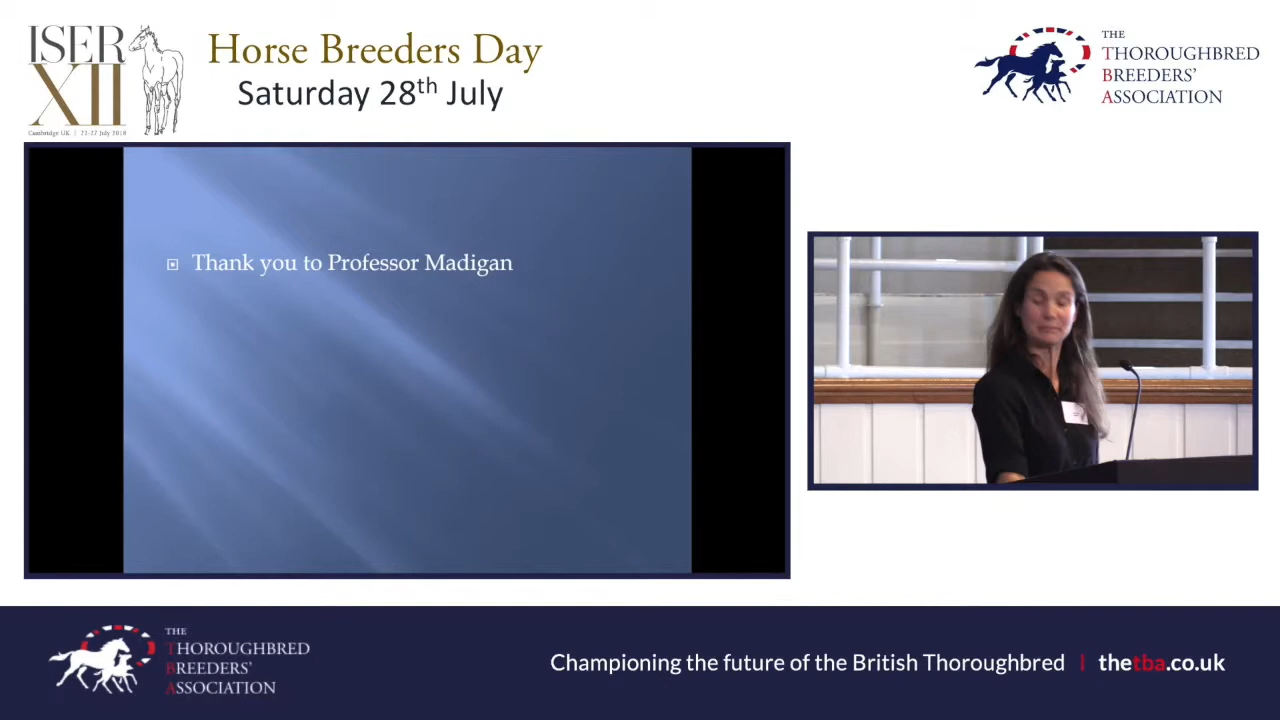 ISER
XII
Cambridge UK | 22-27 July 2018
Horse Breeders Day
Saturday 28th July
THE
THOROUGHBRED
BREEDERS'
ASSOCIATION
Thank you to Professor Madigan
THE
THOROUGHBRED
BREEDERS'
ASSOCIATION
Championing the future of the British Thoroughbred | thetba.co.uk